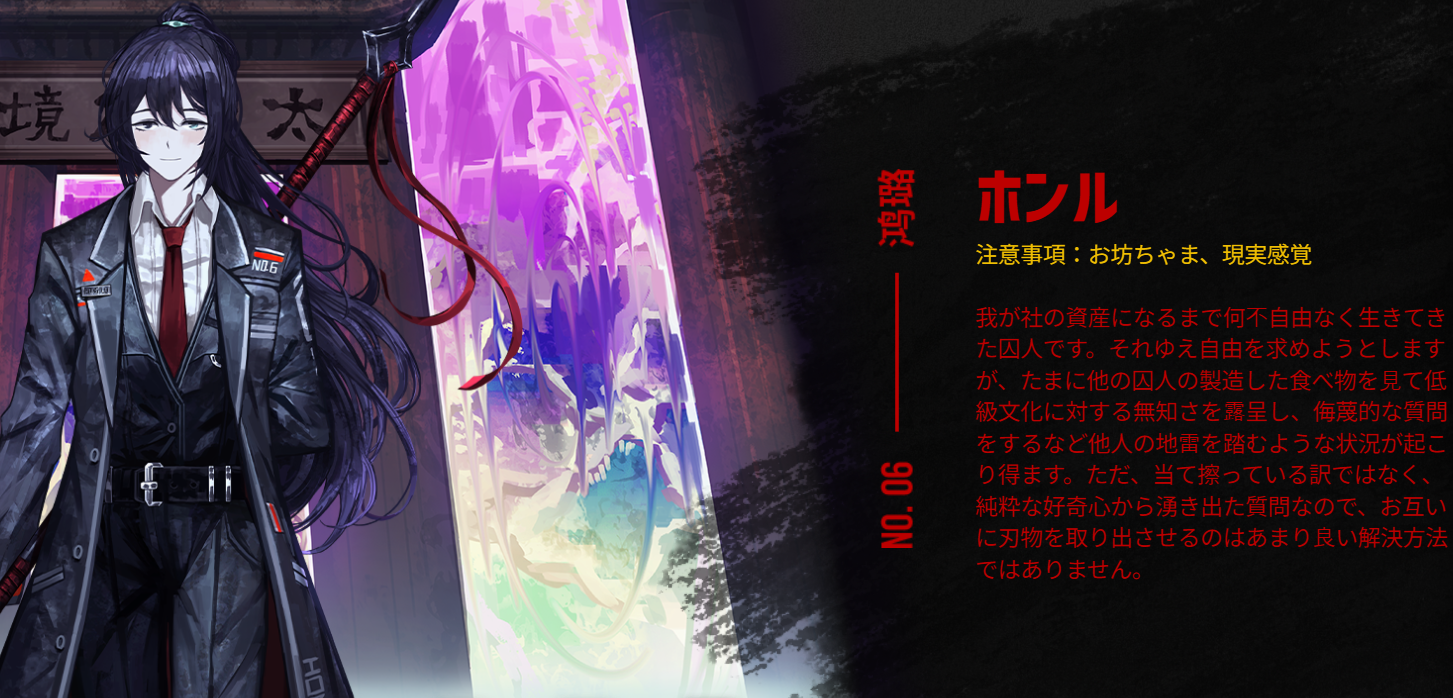 境 太
NO.6
鸿璐
NO. 06
ホンル
注意事項：お坊ちゃま、現実感覚
我が社の資産になるまで何不自由なく生きてき
た囚人です。それゆえ自由を求めようとします
が、たまに他の囚人の製造した食べ物を見て低
級文化に対する無知さを露呈し、侮蔑的な質問
をするなど他人の地雷を踏むような状況が起こ
り得ます。ただ、当て擦っている訳ではなく、
純粋な好奇心から湧き出た質問なので、お互い
に刃物を取り出させるのはあまり良い解決方法
ではありません。